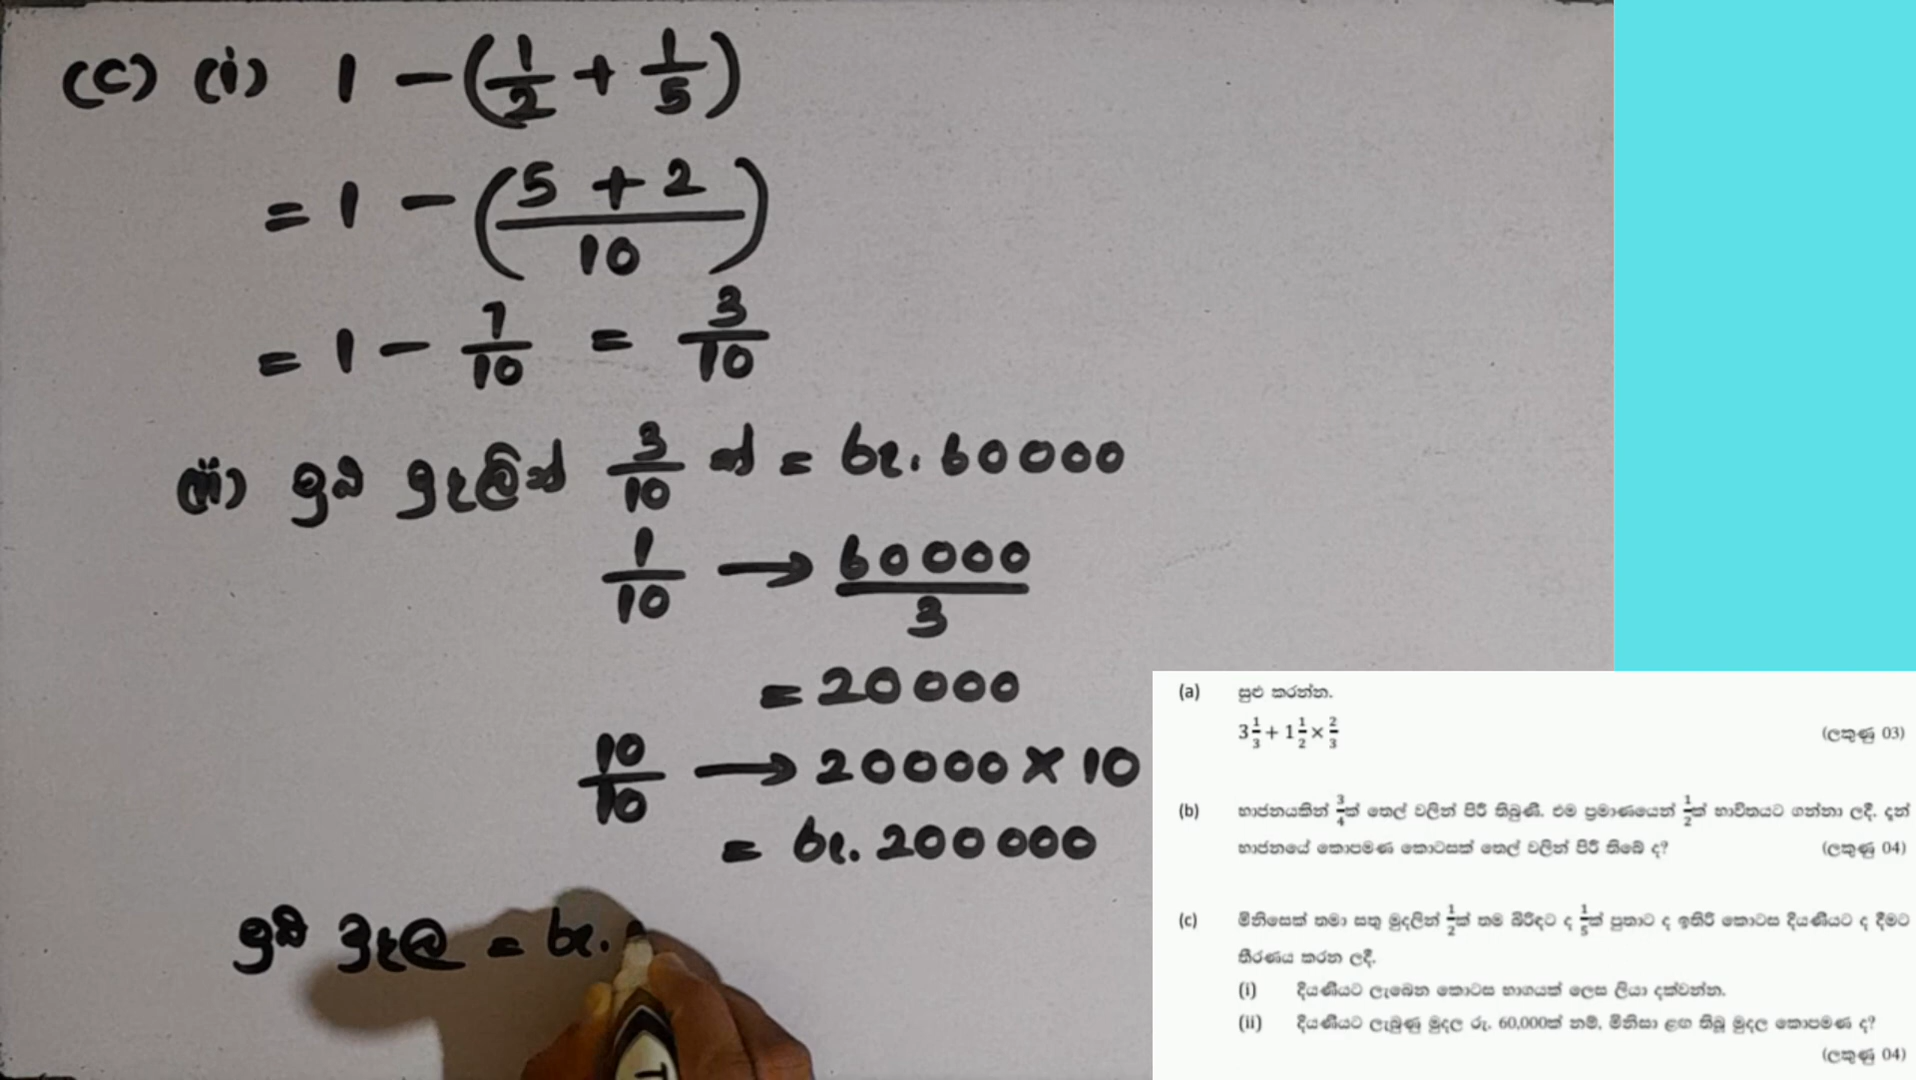 (C) (i) 1 - (1/2 + 1/5)
= 1 - (5 + 2 / 10)
= 1 - 7/10 = 3/10
(ii) මුළු මුදලින් 3/10 ක් = රු. 60000
1/10 → 60000/3
= 20000
10/10 → 20000 × 10
= රු. 200000
මුළු මුදල = රු.
(a) සුළු කරන්න.
3 1/3 + 1 1/2 × 2/3 (ලකුණු 03)
(b) භාජනයකින් 3/4ක් තෙල් වලින් පිරී තිබුණි. එම ප්‍රමාණයෙන් 1/2ක් භාවිතයට ගන්නා ලදී. දැන්
භාජනයේ කොපමණ කොටසක් තෙල් වලින් පිරී තිබේ ද? (ලකුණු 04)
(c) මිනිසෙක් තමා සතු මුදලින් 1/2ක් තම බිරිඳට ද 1/5ක් පුතාට ද ඉතිරි කොටස දියණියට ද දීමට
තීරණය කරන ලදී.
(i) දියණියට ලැබෙන කොටස භාගයක් ලෙස ලියා දක්වන්න.
(ii) දියණියට ලැබුණු මුදල රු. 60,000ක් නම්, මිනිසා ළඟ තිබූ මුදල කොපමණ ද?
(ලකුණු 04)